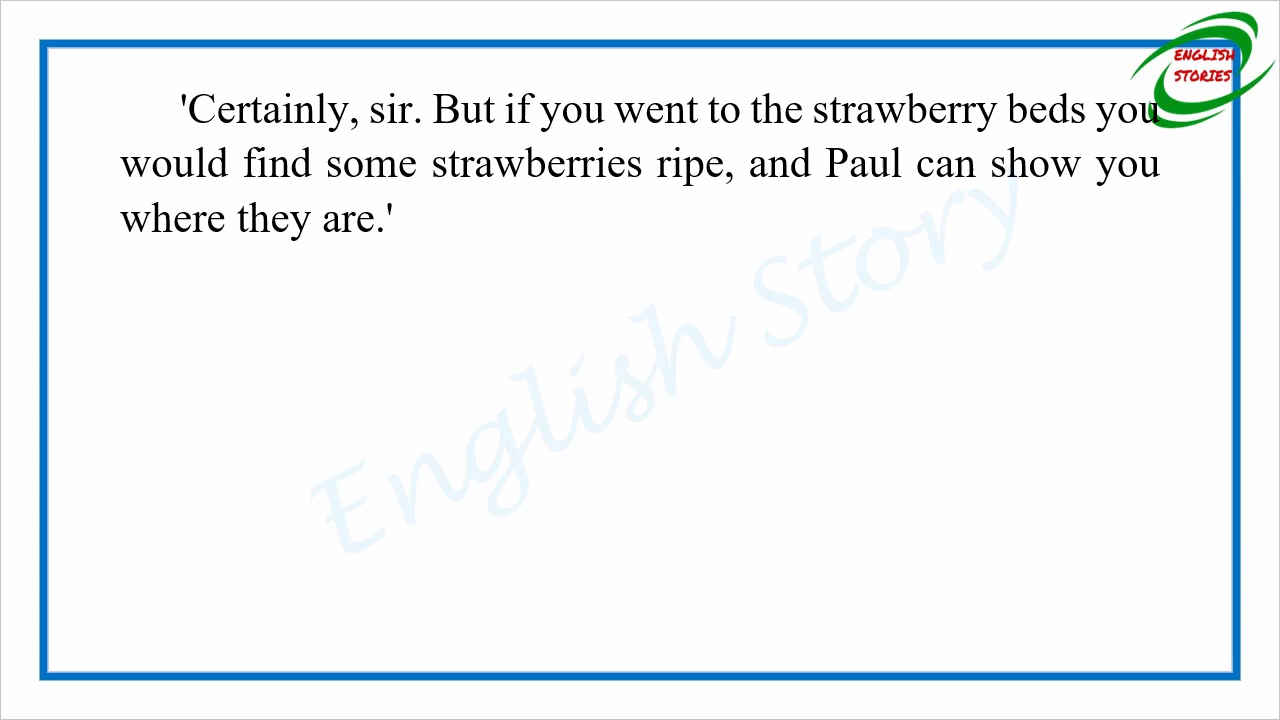 ENGLISH
STORIES
'Certainly, sir. But if you went to the strawberry beds you
would find some strawberries ripe, and Paul can show you
where they are.'
English Story